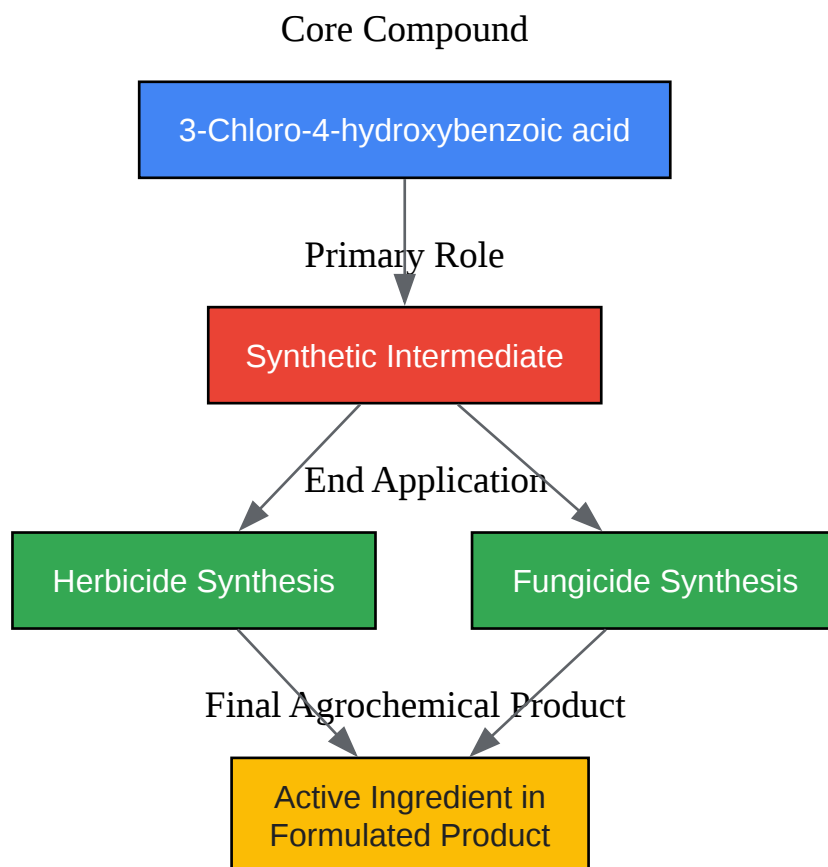 Core Compound
3-Chloro-4-hydroxybenzoic acid
Primary Role
Synthetic Intermediate
End Application
Herbicide Synthesis
Fungicide Synthesis
Final Agrochemical Product
Active Ingredient in
Formulated Product